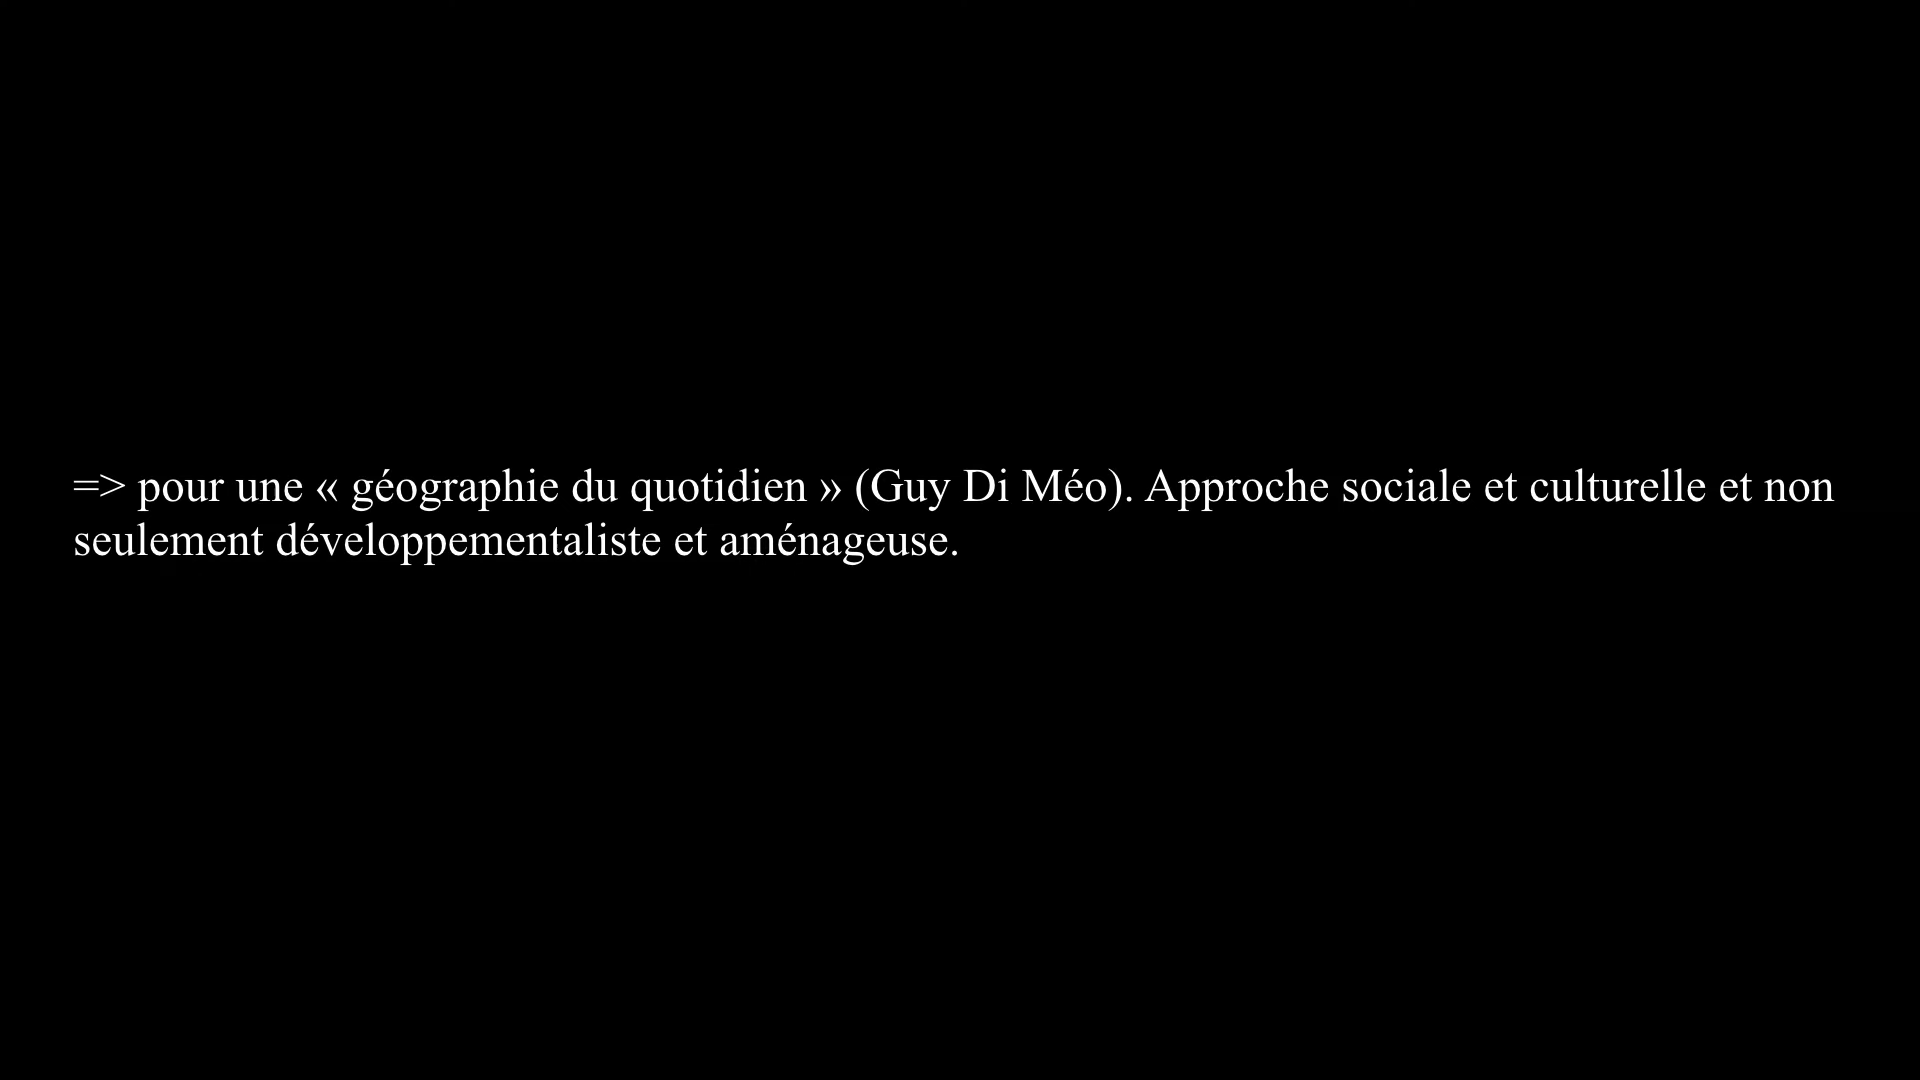 => pour une « géographie du quotidien » (Guy Di Méo). Approche sociale et culturelle et non
seulement développementaliste et aménageuse.